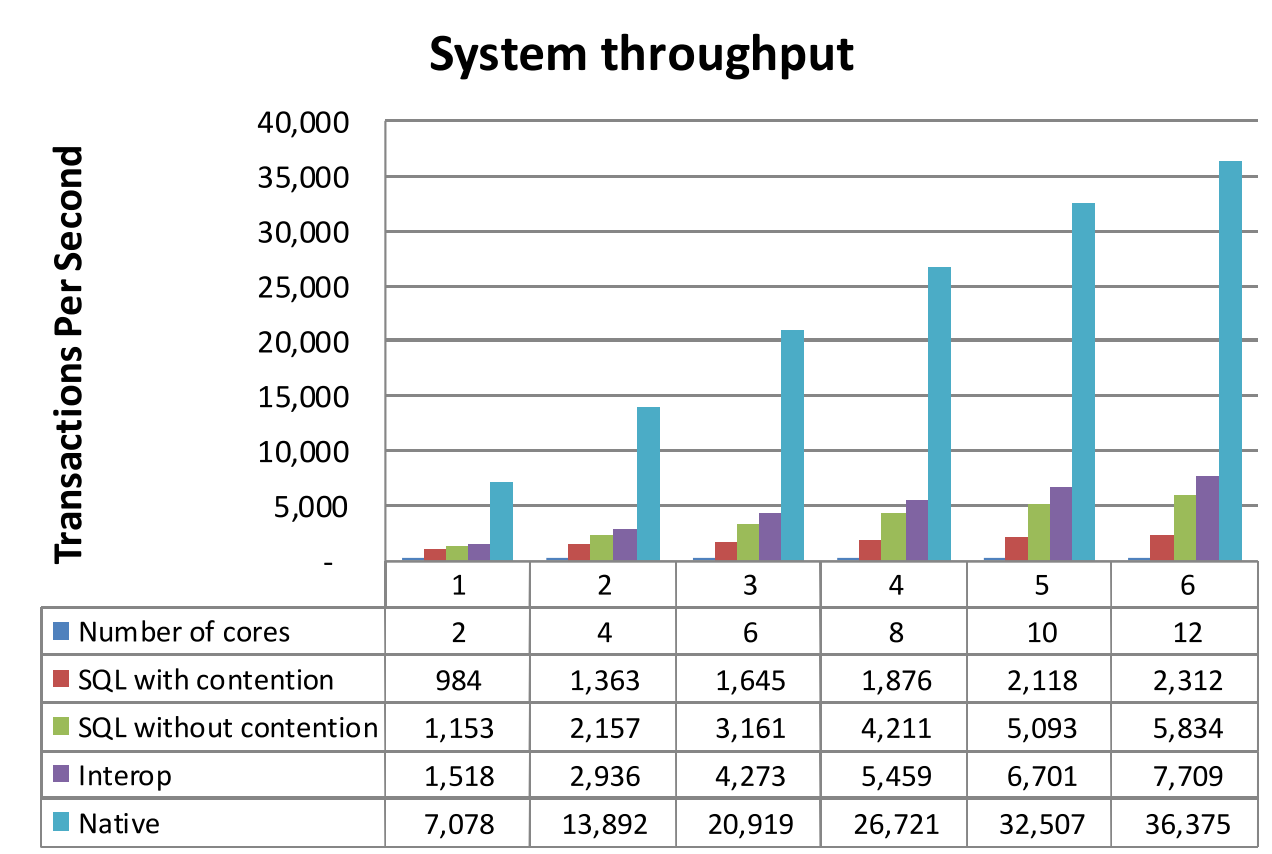 System throughput
Transactions Per Second
40,000
35,000
30,000
25,000
20,000
15,000
10,000
5,000
-
1 2 3 4 5 6
Number of cores 2 4 6 8 10 12
SQL with contention 984 1,363 1,645 1,876 2,118 2,312
SQL without contention 1,153 2,157 3,161 4,211 5,093 5,834
Interop 1,518 2,936 4,273 5,459 6,701 7,709
Native 7,078 13,892 20,919 26,721 32,507 36,375